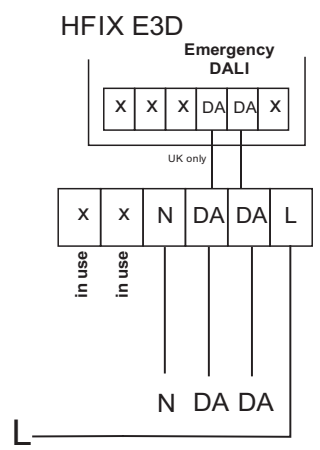 HFIX E3D
Emergency
DALI
x x x DA DA x
UK only
x x N DA DA L
in use in use
N DA DA
L